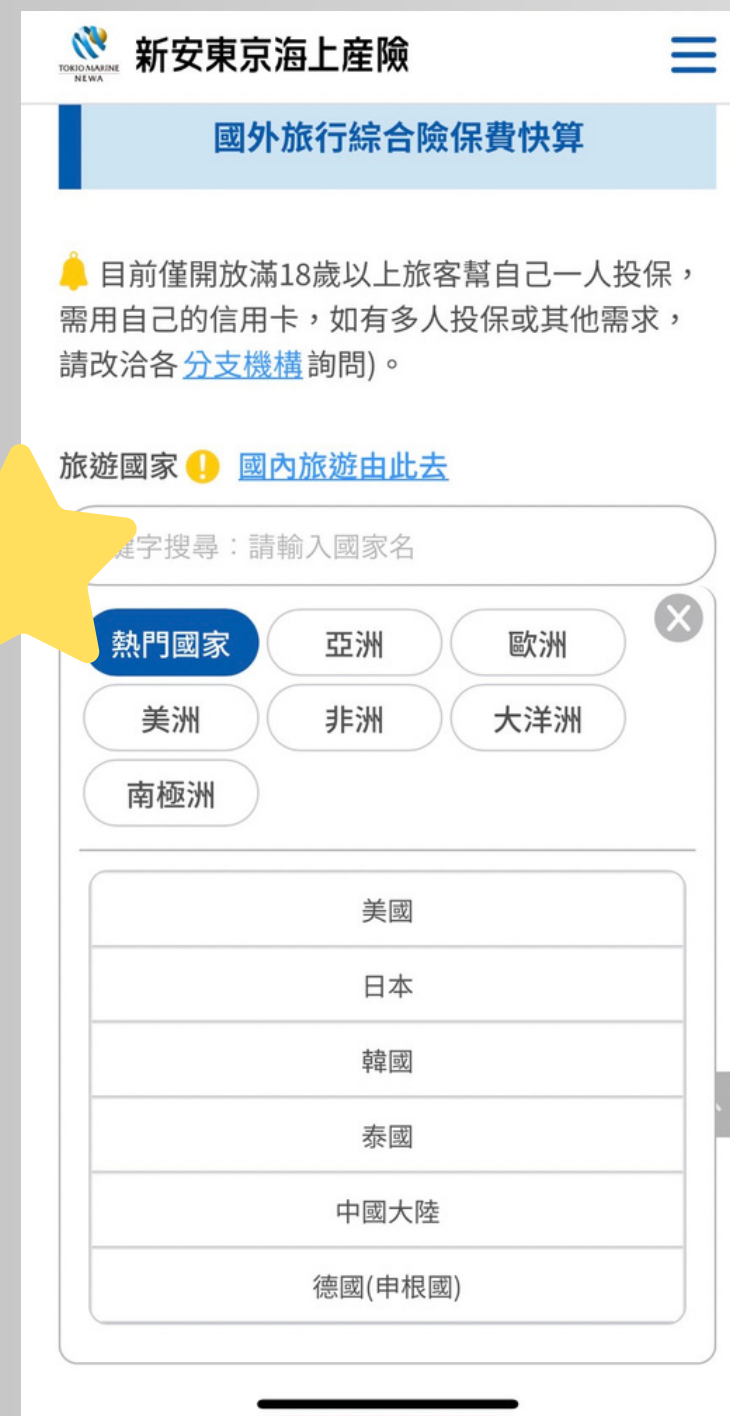 TOKIO MARINE
NEWA
新安東京海上産險
國外旅行綜合險保費快算
目前僅開放滿18歲以上旅客幫自己一人投保，
需用自己的信用卡，如有多人投保或其他需求，
請改洽各分支機構詢問)。
旅遊國家 國內旅遊由此去
鍵字搜尋：請輸入國家名
熱門國家 亞洲 歐洲
美洲 非洲 大洋洲
南極洲
美國
日本
韓國
泰國
中國大陸
德國(申根國)